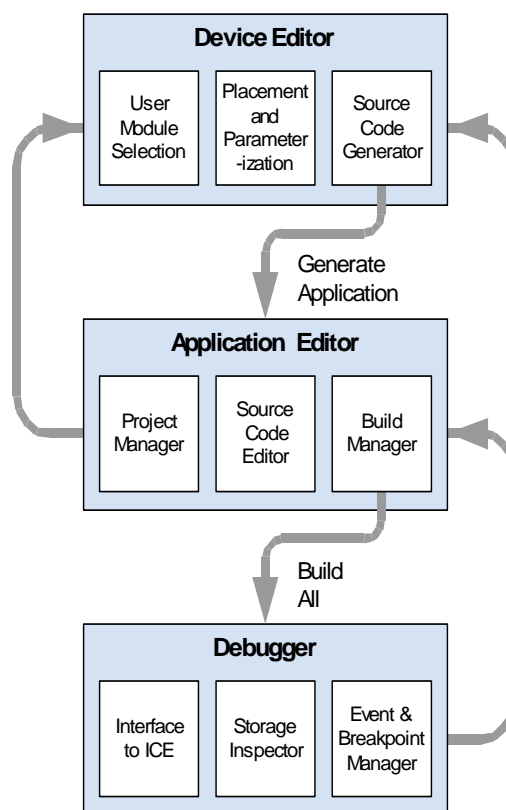 Device Editor
User
Module
Selection
Placement
and
Parameter
-ization
Source
Code
Generator
Generate
Application
Application Editor
Project
Manager
Source
Code
Editor
Build
Manager
Build
All
Debugger
Interface
to ICE
Storage
Inspector
Event &
Breakpoint
Manager